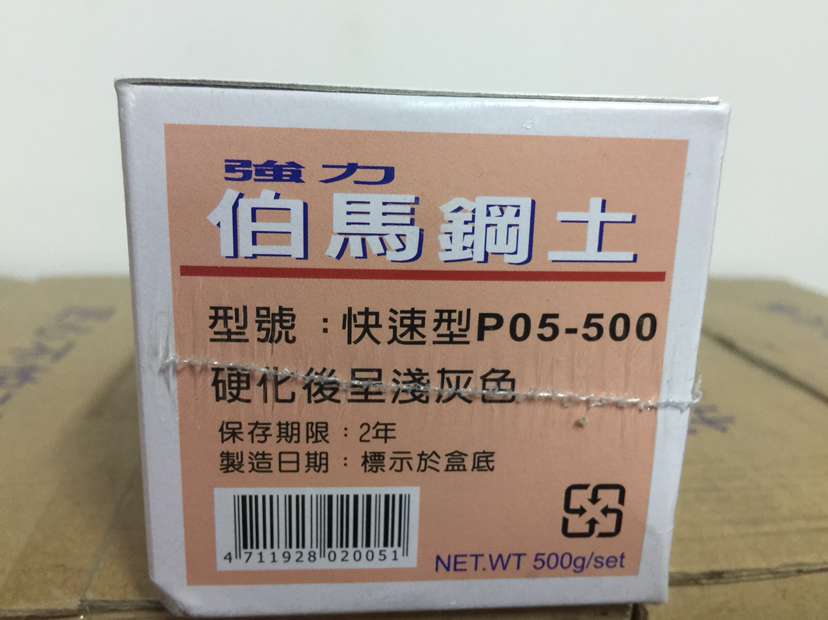 強力
伯馬鋼土
型號：快速型P05-500
硬化後呈淺灰色
保存期限：2年
製造日期：標示於盒底
4 711928 020051
NET.WT 500g/set